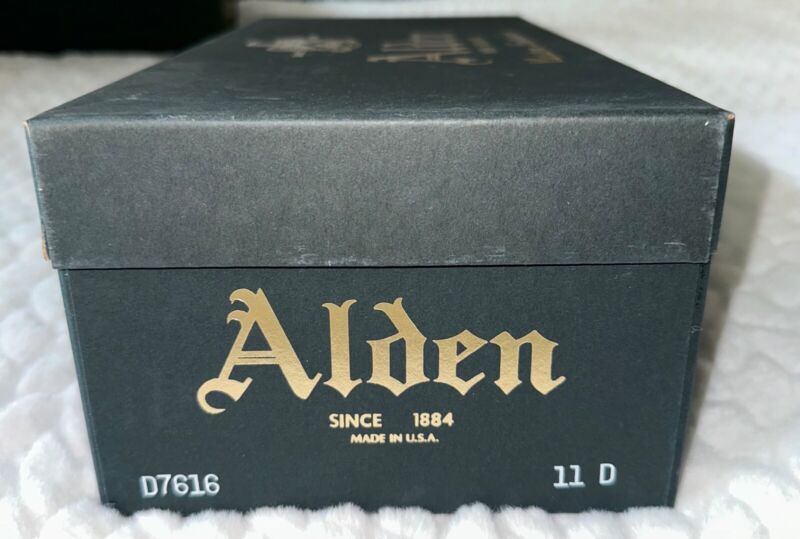 Alden
SINCE 1884
MADE IN U.S.A.
D7616 11 D